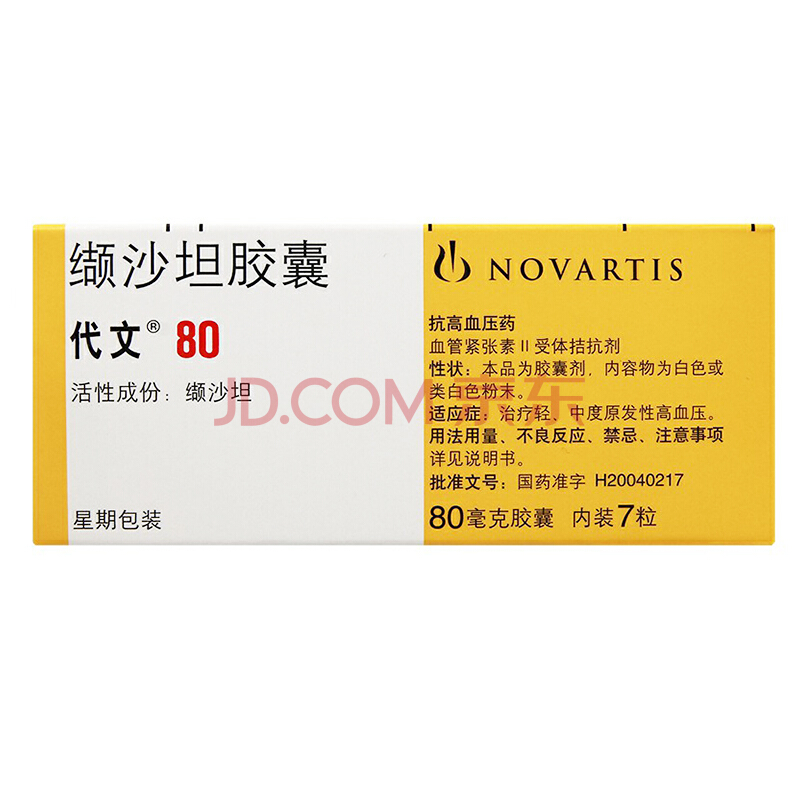 缬沙坦胶囊
代文® 80
活性成份：缬沙坦
星期包装
NOVARTIS
抗高血压药
血管紧张素II受体拮抗剂
性状：本品为胶囊剂，内容物为白色或
类白色粉末。
适应症：治疗轻、中度原发性高血压。
用法用量、不良反应、禁忌、注意事项
详见说明书。
批准文号：国药准字 H20040217
80毫克胶囊 内装7粒
JD.COM 京东